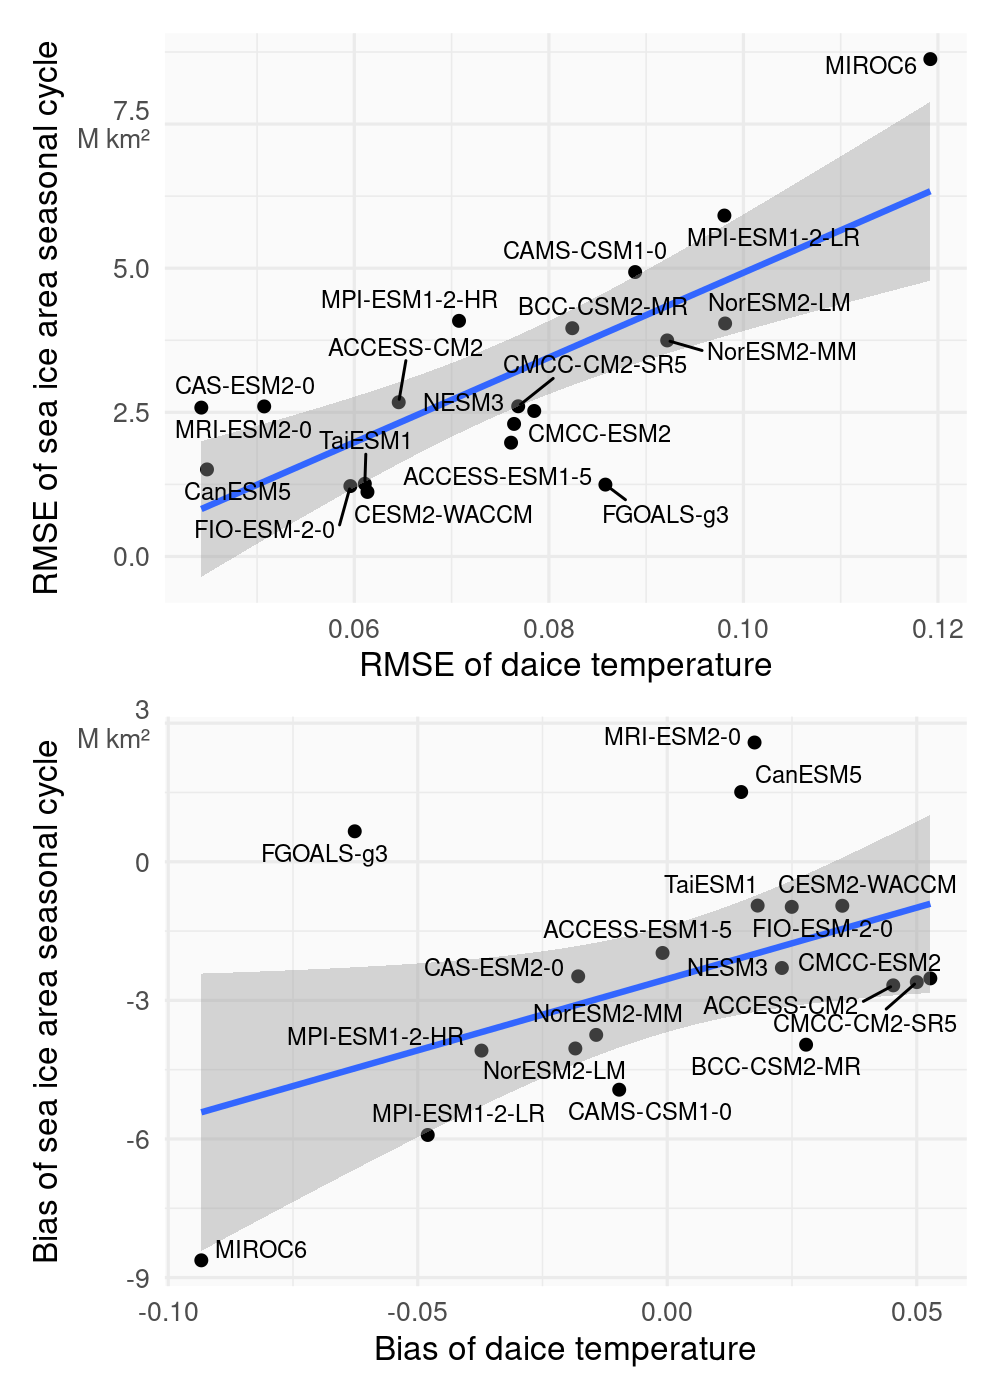 RMSE of sea ice area seasonal cycle
7.5
M km²
5.0
2.5
0.0
MIROC6
MPI-ESM1-2-LR
CAMS-CSM1-0
MPI-ESM1-2-HR
BCC-CSM2-MR
NorESM2-LM
ACCESS-CM2
NorESM2-MM
CMCC-CM2-SR5
CAS-ESM2-0
NESM3
MRI-ESM2-0
TaiESM1
CMCC-ESM2
ACCESS-ESM1-5
CanESM5
CESM2-WACCM
FGOALS-g3
FIO-ESM-2-0
0.06
0.08
0.10
0.12
RMSE of daice temperature
Bias of sea ice area seasonal cycle
3
M km²
0
-3
-6
-9
MRI-ESM2-0
CanESM5
FGOALS-g3
TaiESM1
CESM2-WACCM
ACCESS-ESM1-5
FIO-ESM-2-0
CAS-ESM2-0
NESM3
CMCC-ESM2
ACCESS-CM2
NorESM2-MM
CMCC-CM2-SR5
MPI-ESM1-2-HR
NorESM2-LM
BCC-CSM2-MR
MPI-ESM1-2-LR
CAMS-CSM1-0
MIROC6
-0.10
-0.05
0.00
0.05
Bias of daice temperature